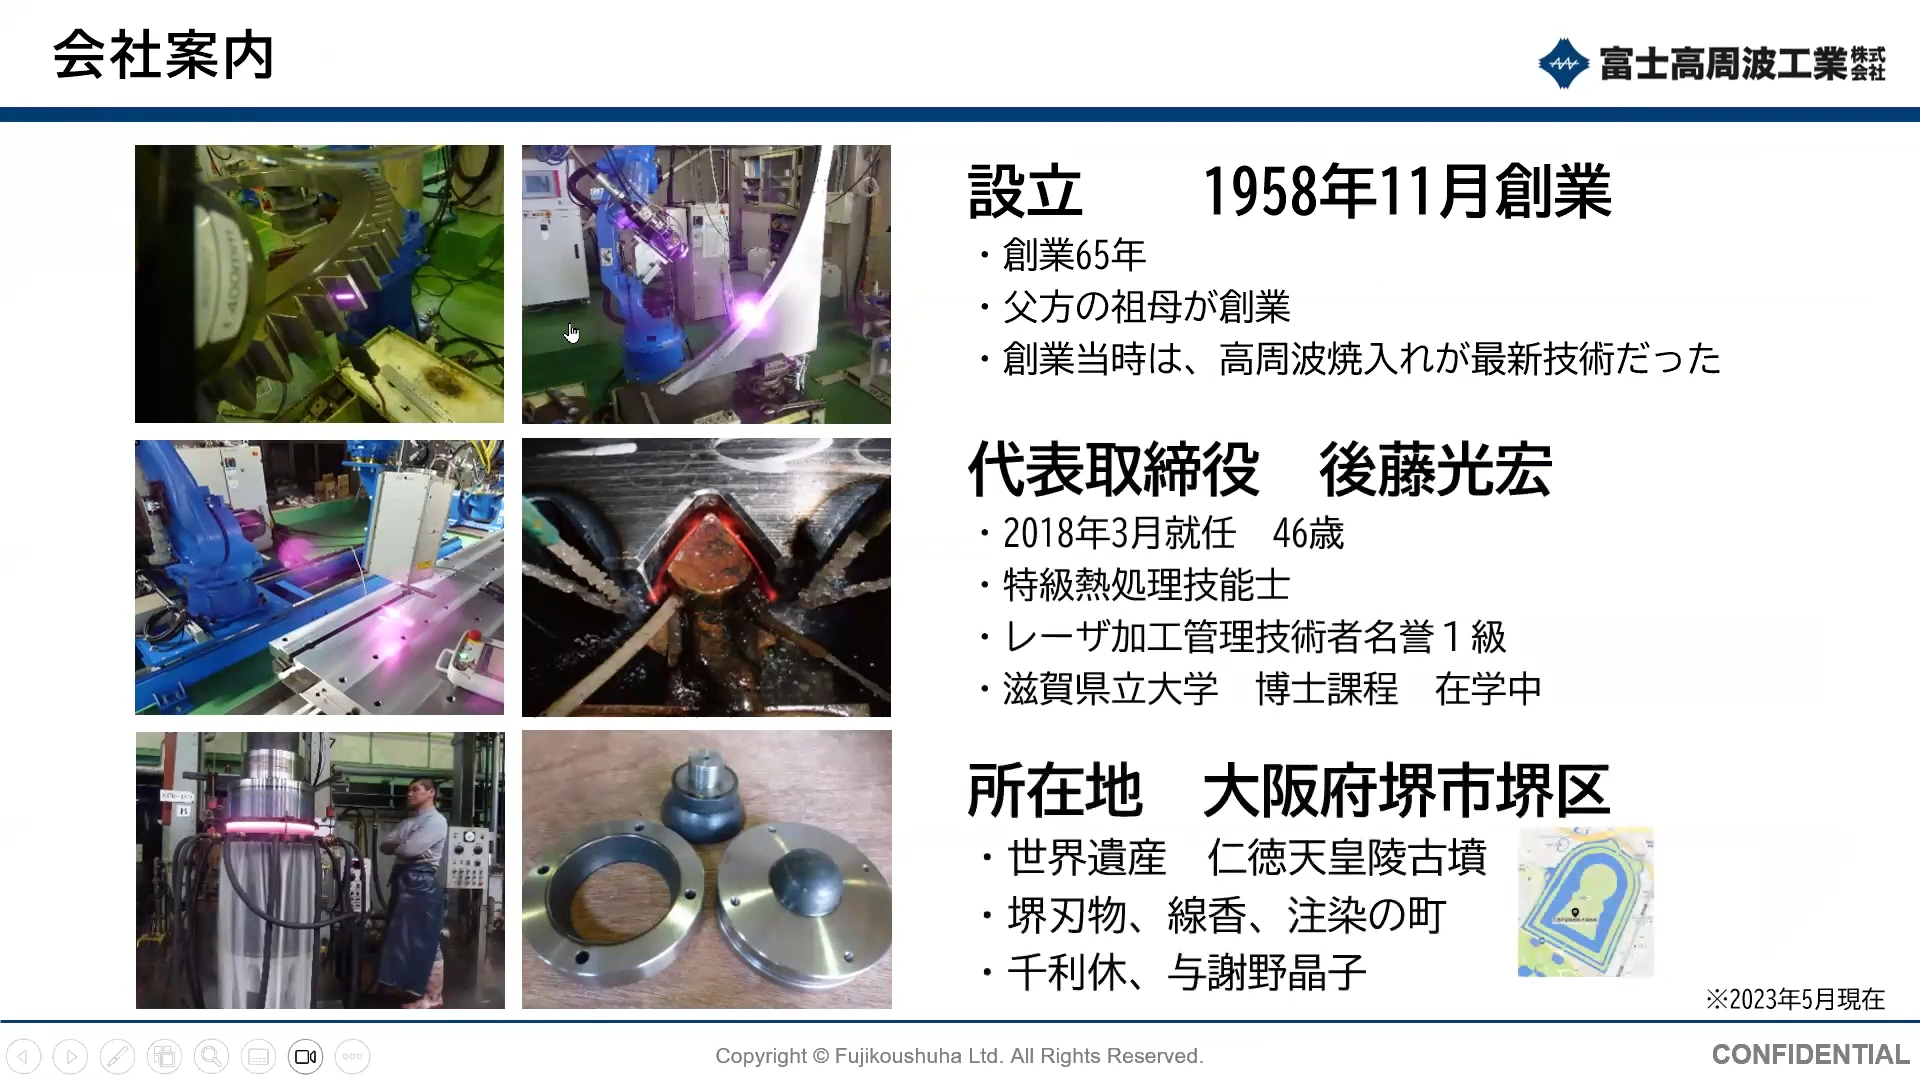 会社案内
富士高周波工業株式会社
設立 1958年11月創業
・創業65年
・父方の祖母が創業
・創業当時は、高周波焼入れが最新技術だった
代表取締役 後藤光宏
・2018年3月就任 46歳
・特級熱処理技能士
・レーザ加工管理技術者名誉１級
・滋賀県立大学 博士課程 在学中
所在地 大阪府堺市堺区
・世界遺産 仁徳天皇陵古墳
・堺刃物、線香、注染の町
・千利休、与謝野晶子
※2023年5月現在
Copyright © Fujikoushuha Ltd. All Rights Reserved.
CONFIDENTIAL